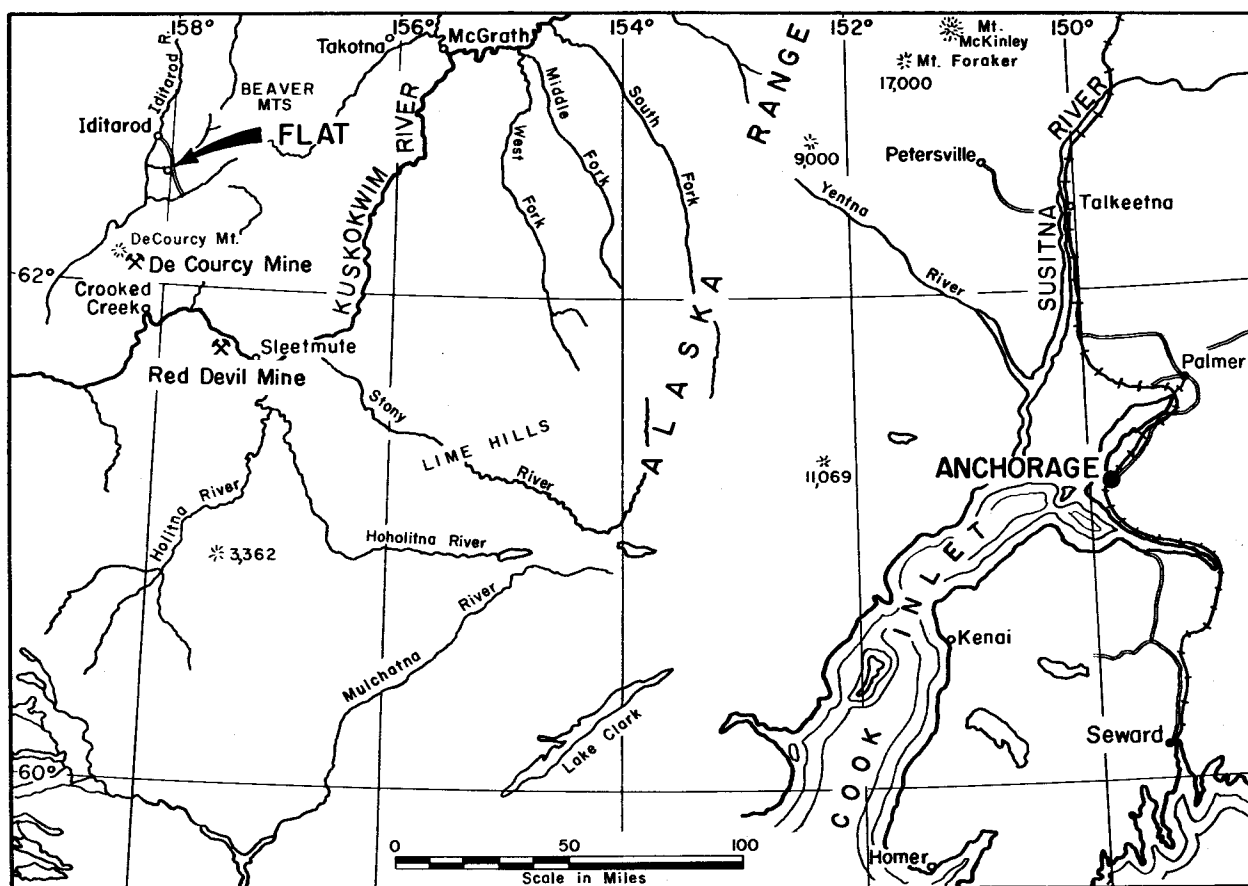 158°
156°
154°
152°
150°
Mt.
McKinley
Mt. Foraker
17,000
Takotna
McGrath
Iditarod R.
BEAVER
MTS
Iditarod
FLAT
KUSKOKWIM RIVER
West Fork
Middle Fork
South Fork
ALASKA RANGE
9,000
Petersville
Yentna River
SUSITNA RIVER
Talkeetna
DeCourcy Mt.
De Courcy Mine
62°
Crooked
Creek
Sleetmute
Red Devil Mine
Stony River
LIME HILLS
Palmer
11,069
ANCHORAGE
Holitna River
3,362
Hoholitna River
Mulchatna River
COOK INLET
Kenai
Lake Clark
Seward
60°
Homer
0 50 100
Scale in Miles